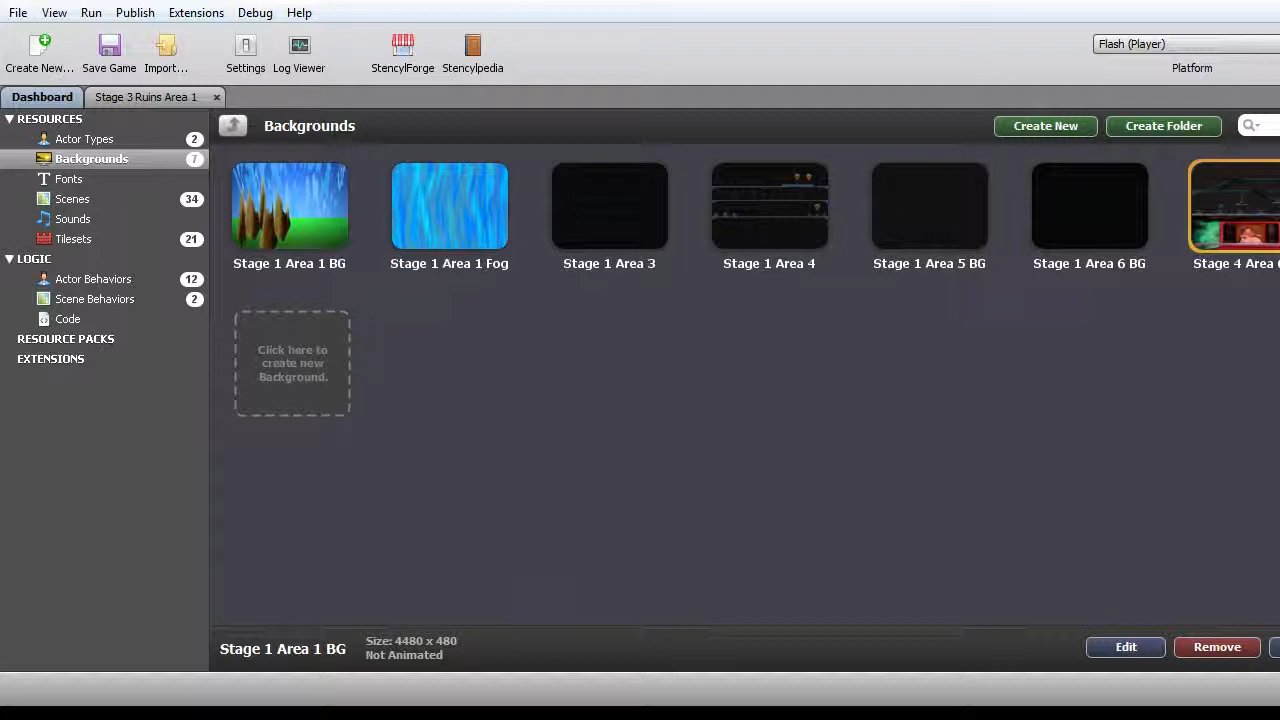 File View Run Publish Extensions Debug Help
Create New... Save Game Import... Settings Log Viewer StencylForge Stencylpedia
Flash (Player)
Platform
Dashboard Stage 3 Ruins Area 1
RESOURCES
Actor Types 2
Backgrounds 7
Fonts
Scenes 34
Sounds
Tilesets 21
LOGIC
Actor Behaviors 12
Scene Behaviors 2
Code
RESOURCE PACKS
EXTENSIONS
Backgrounds
Create New Create Folder
Stage 1 Area 1 BG Stage 1 Area 1 Fog Stage 1 Area 3 Stage 1 Area 4 Stage 1 Area 5 BG Stage 1 Area 6 BG Stage 4 Area
Click here to
create new
Background.
Stage 1 Area 1 BG
Size: 4480 x 480
Not Animated
Edit Remove